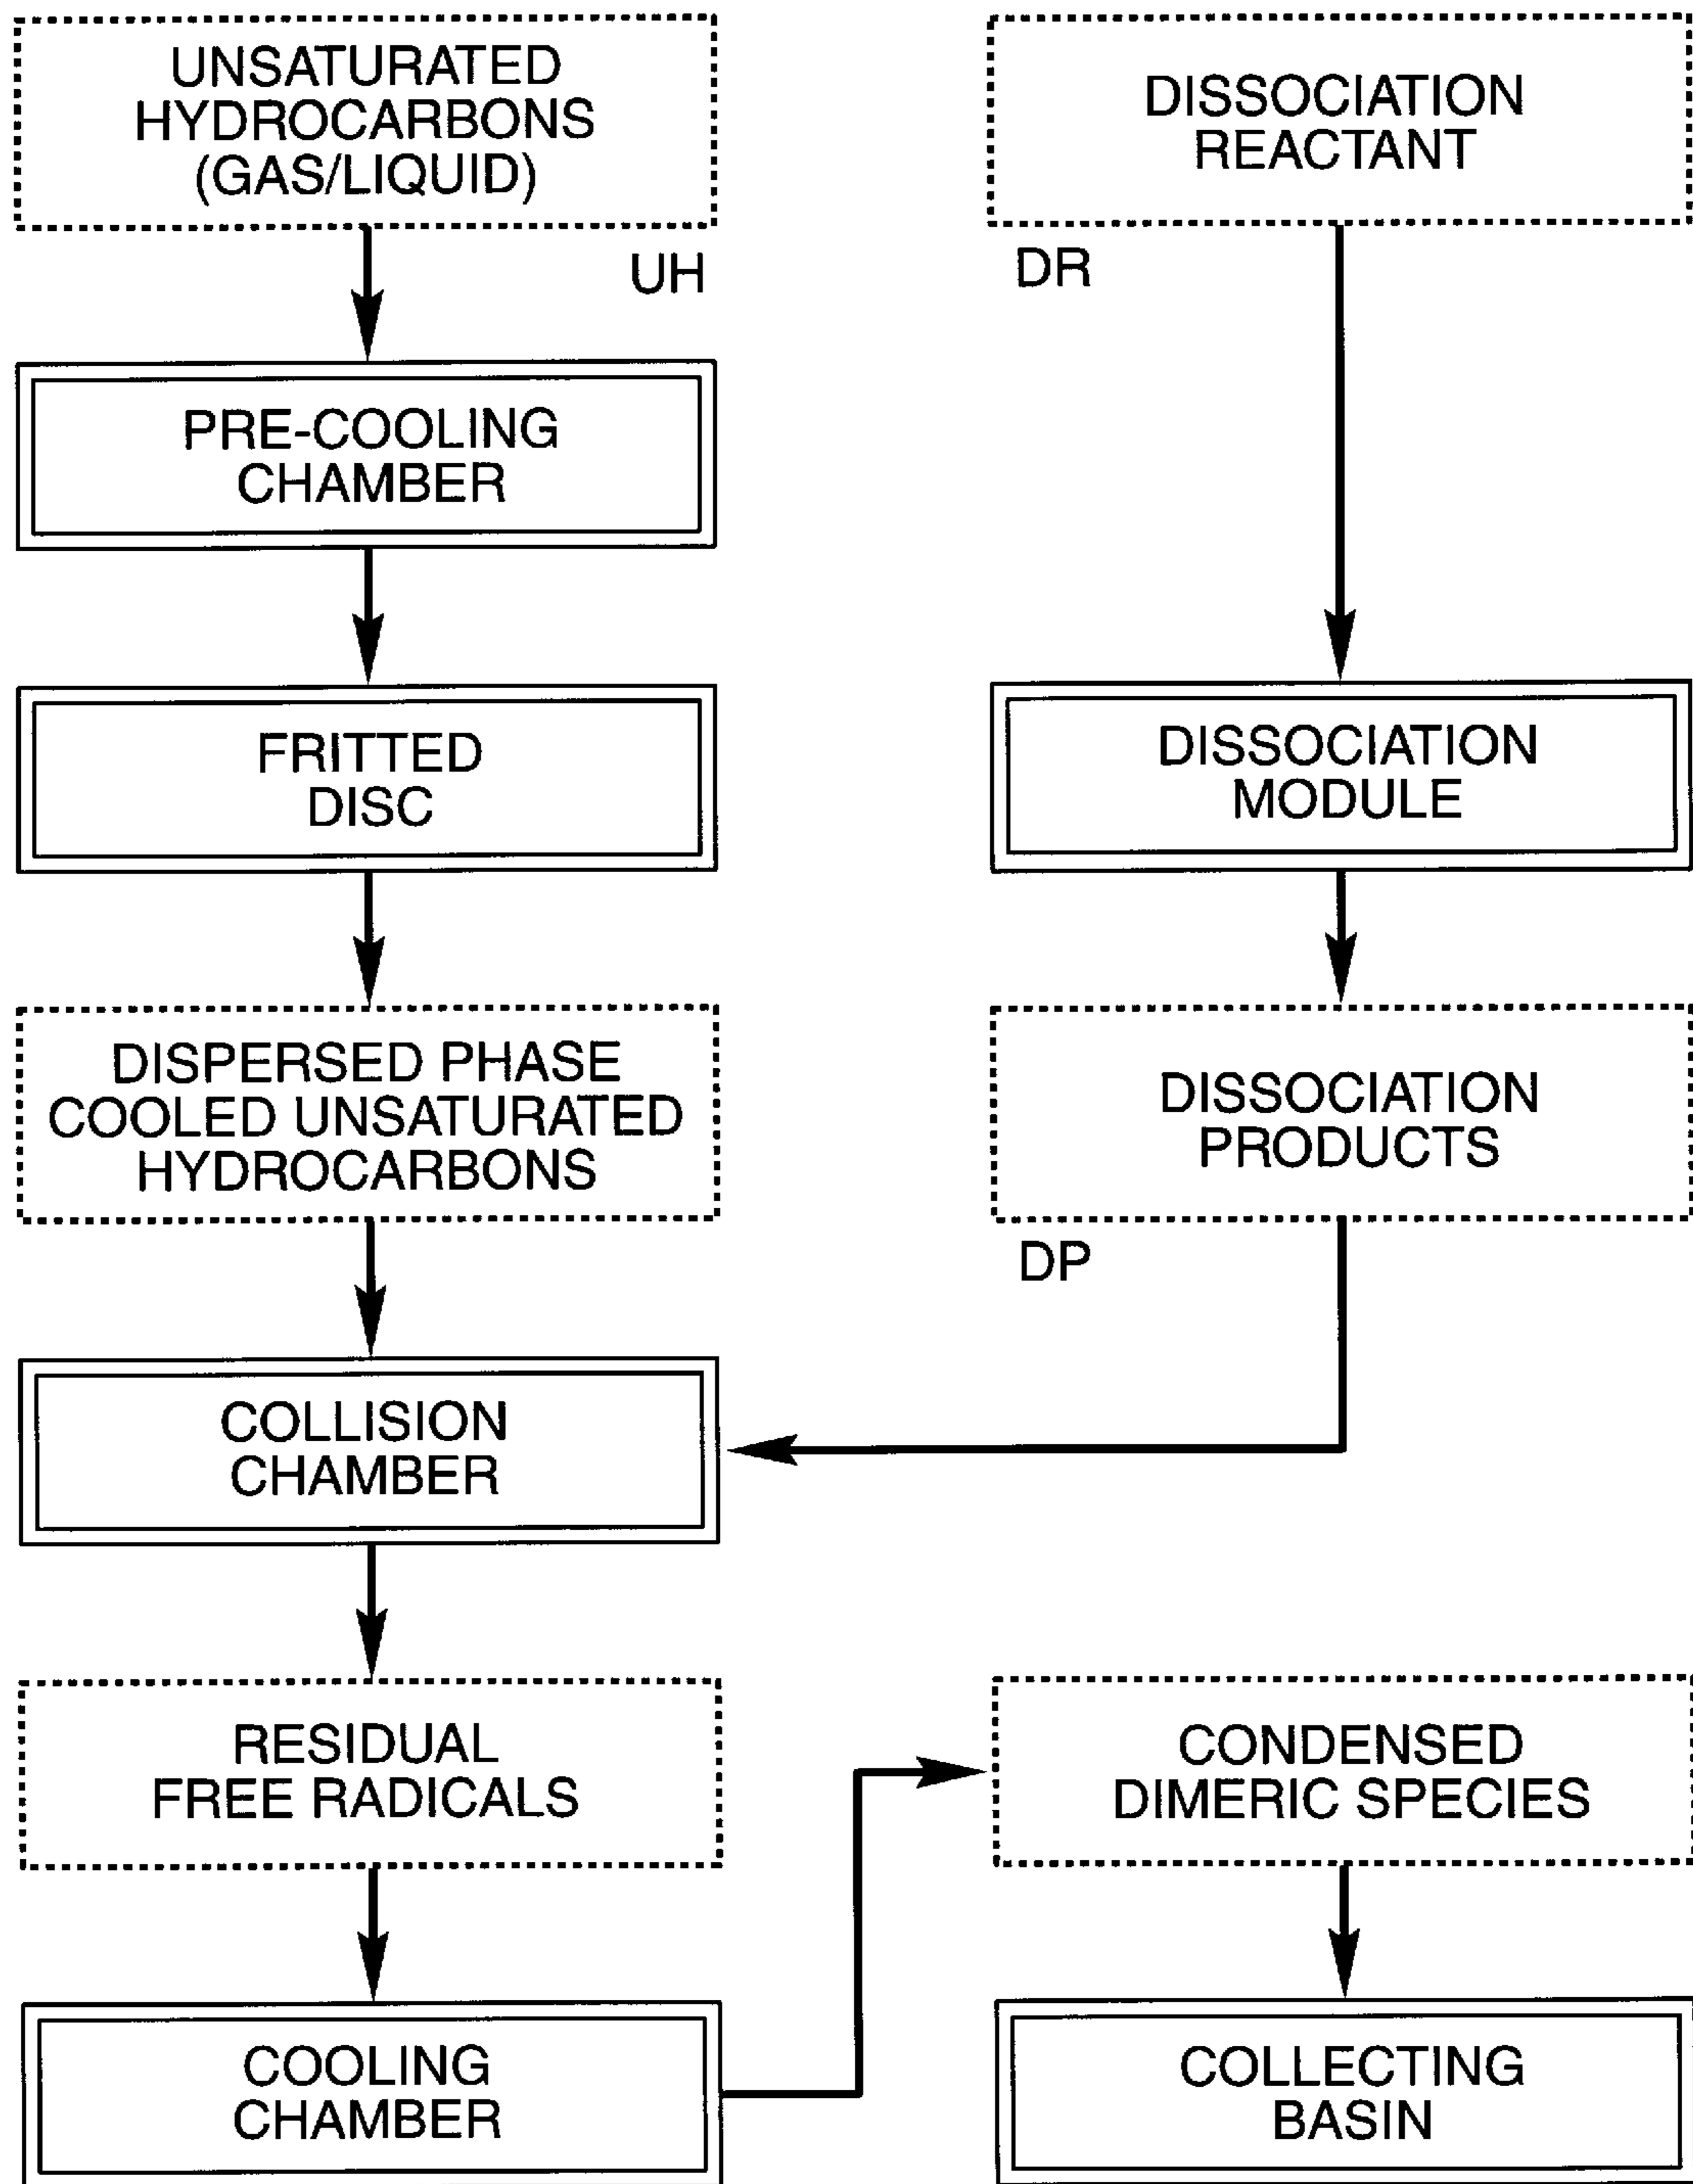 UNSATURATED
HYDROCARBONS
(GAS/LIQUID)
DISSOCIATION
REACTANT
UH
DR
PRE-COOLING
CHAMBER
FRITTED
DISC
DISSOCIATION
MODULE
DISPERSED PHASE
COOLED UNSATURATED
HYDROCARBONS
DISSOCIATION
PRODUCTS
DP
COLLISION
CHAMBER
RESIDUAL
FREE RADICALS
CONDENSED
DIMERIC SPECIES
COOLING
CHAMBER
COLLECTING
BASIN